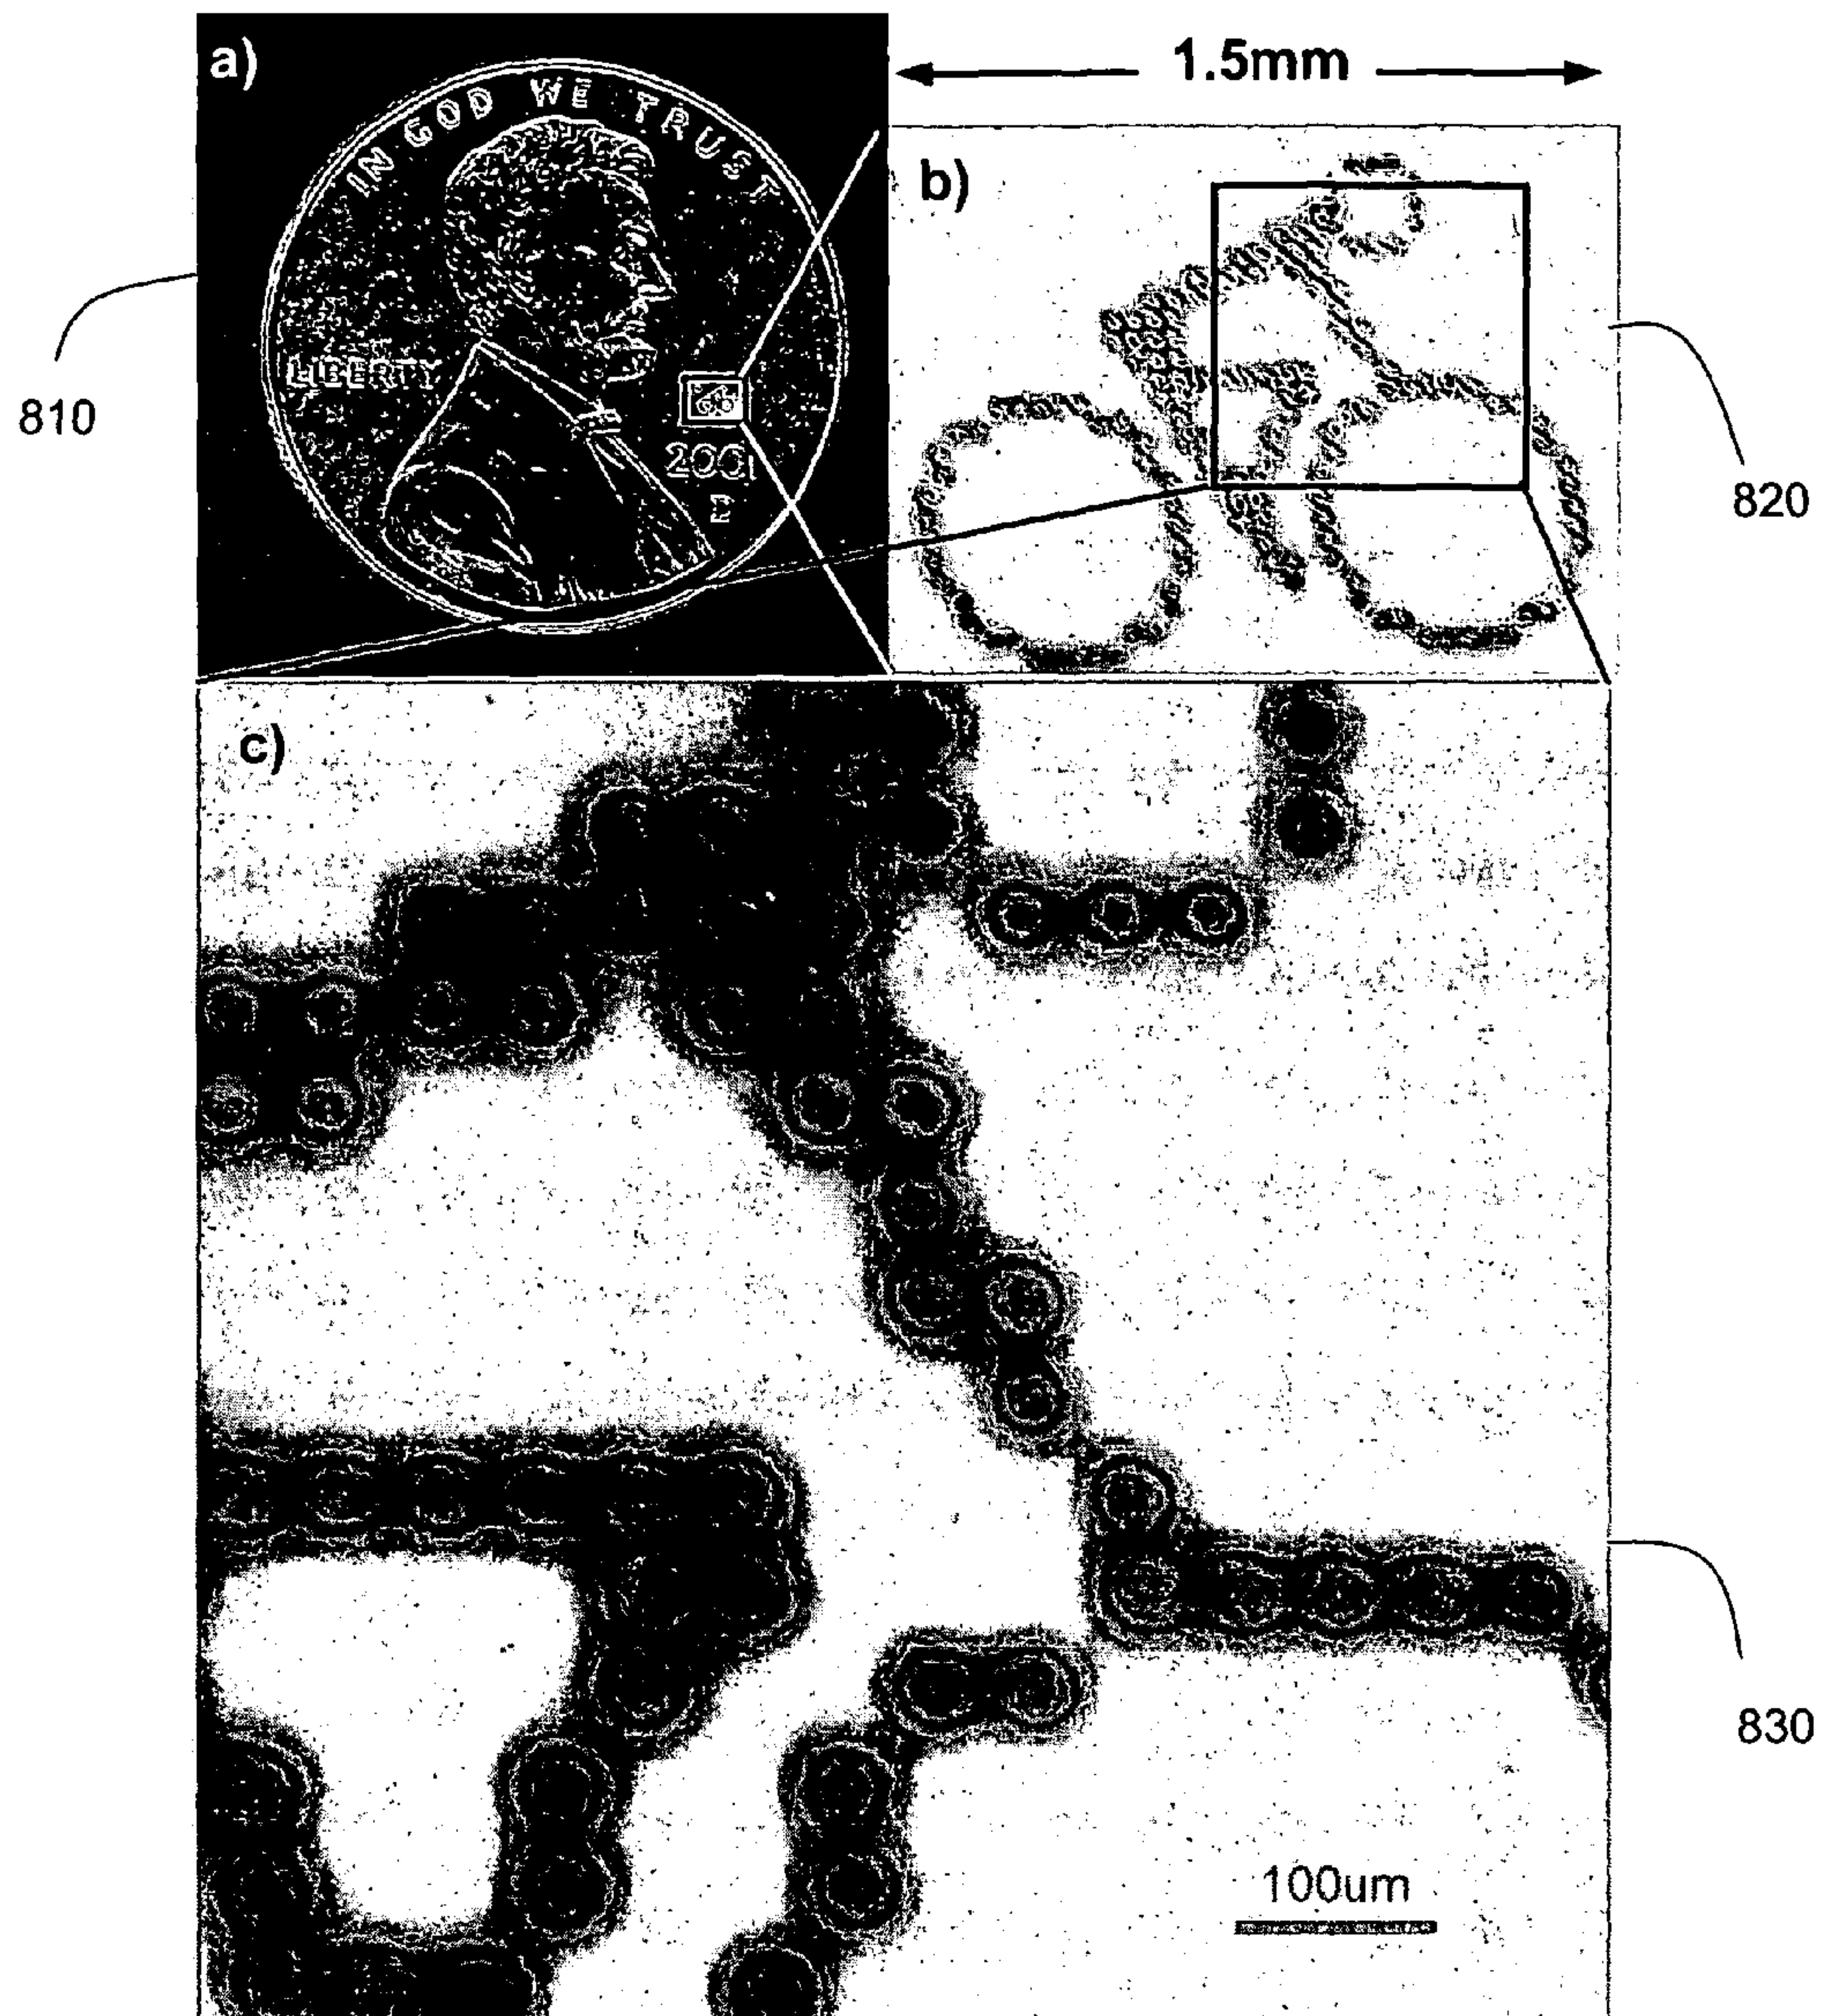 a)
IN GOD WE TRUST
LIBERTY
2001
D
1.5mm
b)
810
820
c)
830
100um